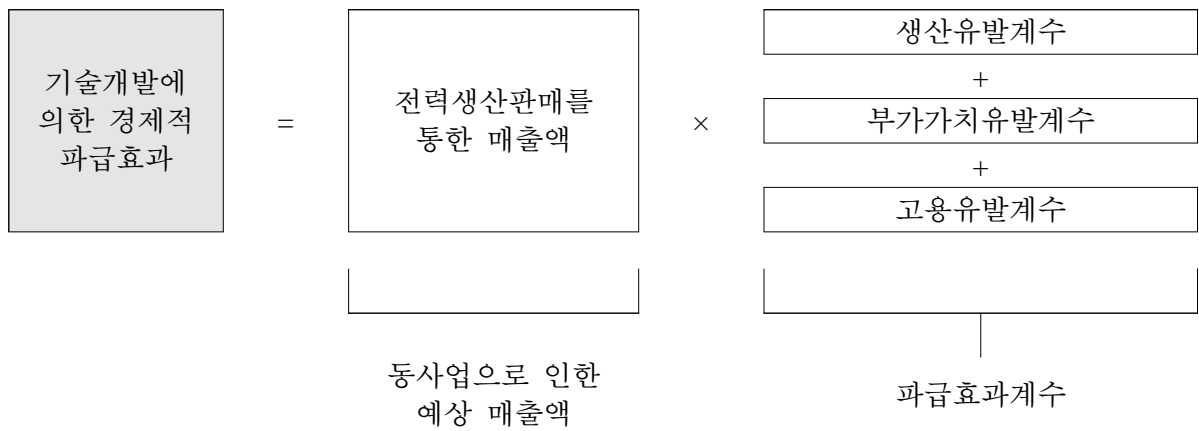 기술개발에
의한 경제적
파급효과
=
전력생산판매를
통한 매출액
×
생산유발계수
+
부가가치유발계수
+
고용유발계수
동사업으로 인한
예상 매출액
파급효과계수